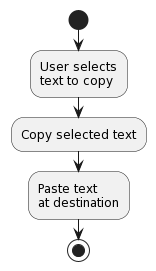 User selects
text to copy
Copy selected text
Paste text
at destination